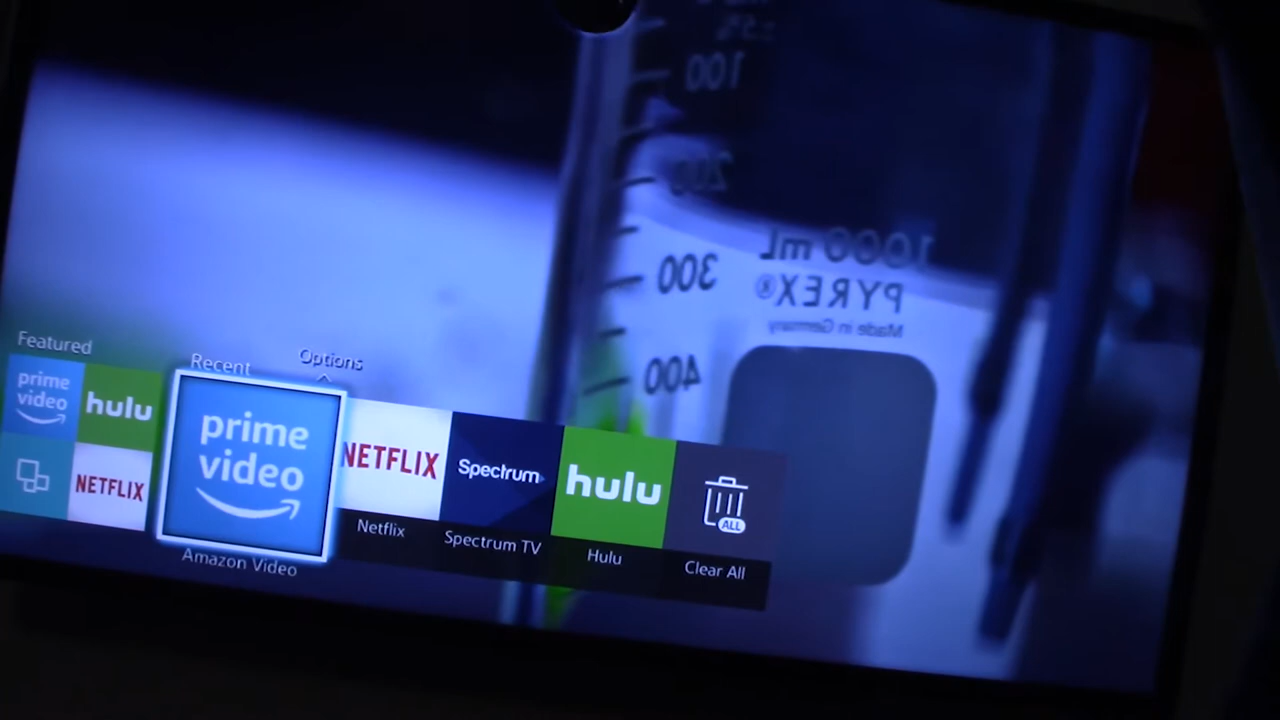 ±5%
100
200
1000 mL
300
PYREX®
Made in Germany
400
Featured
Recent
Options
prime video
hulu
NETFLIX
prime
video
NETFLIX
Spectrum
hulu
ALL
Amazon Video
Netflix
Spectrum TV
Hulu
Clear All